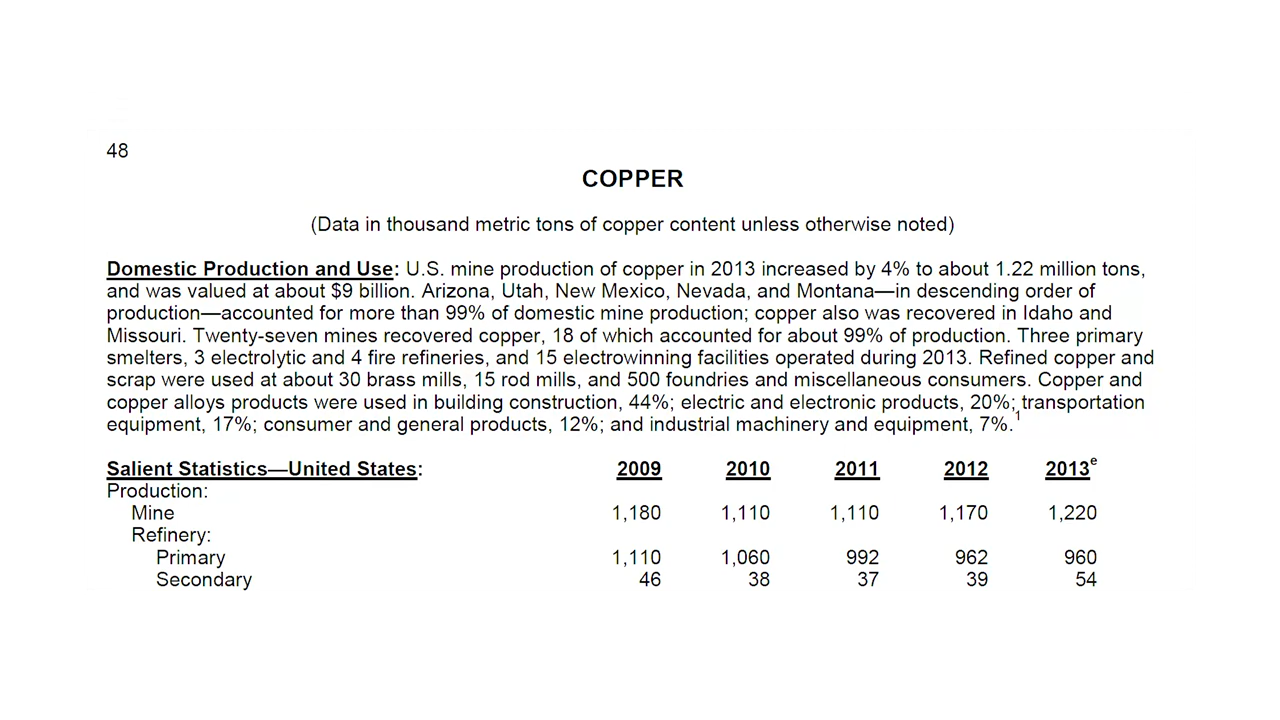 48
COPPER
(Data in thousand metric tons of copper content unless otherwise noted)
Domestic Production and Use: U.S. mine production of copper in 2013 increased by 4% to about 1.22 million tons,
and was valued at about $9 billion. Arizona, Utah, New Mexico, Nevada, and Montana—in descending order of
production—accounted for more than 99% of domestic mine production; copper also was recovered in Idaho and
Missouri. Twenty-seven mines recovered copper, 18 of which accounted for about 99% of production. Three primary
smelters, 3 electrolytic and 4 fire refineries, and 15 electrowinning facilities operated during 2013. Refined copper and
scrap were used at about 30 brass mills, 15 rod mills, and 500 foundries and miscellaneous consumers. Copper and
copper alloys products were used in building construction, 44%; electric and electronic products, 20%; transportation
equipment, 17%; consumer and general products, 12%; and industrial machinery and equipment, 7%.1
Salient Statistics—United States: 2009 2010 2011 2012 2013e
Production:
Mine 1,180 1,110 1,110 1,170 1,220
Refinery:
Primary 1,110 1,060 992 962 960
Secondary 46 38 37 39 54